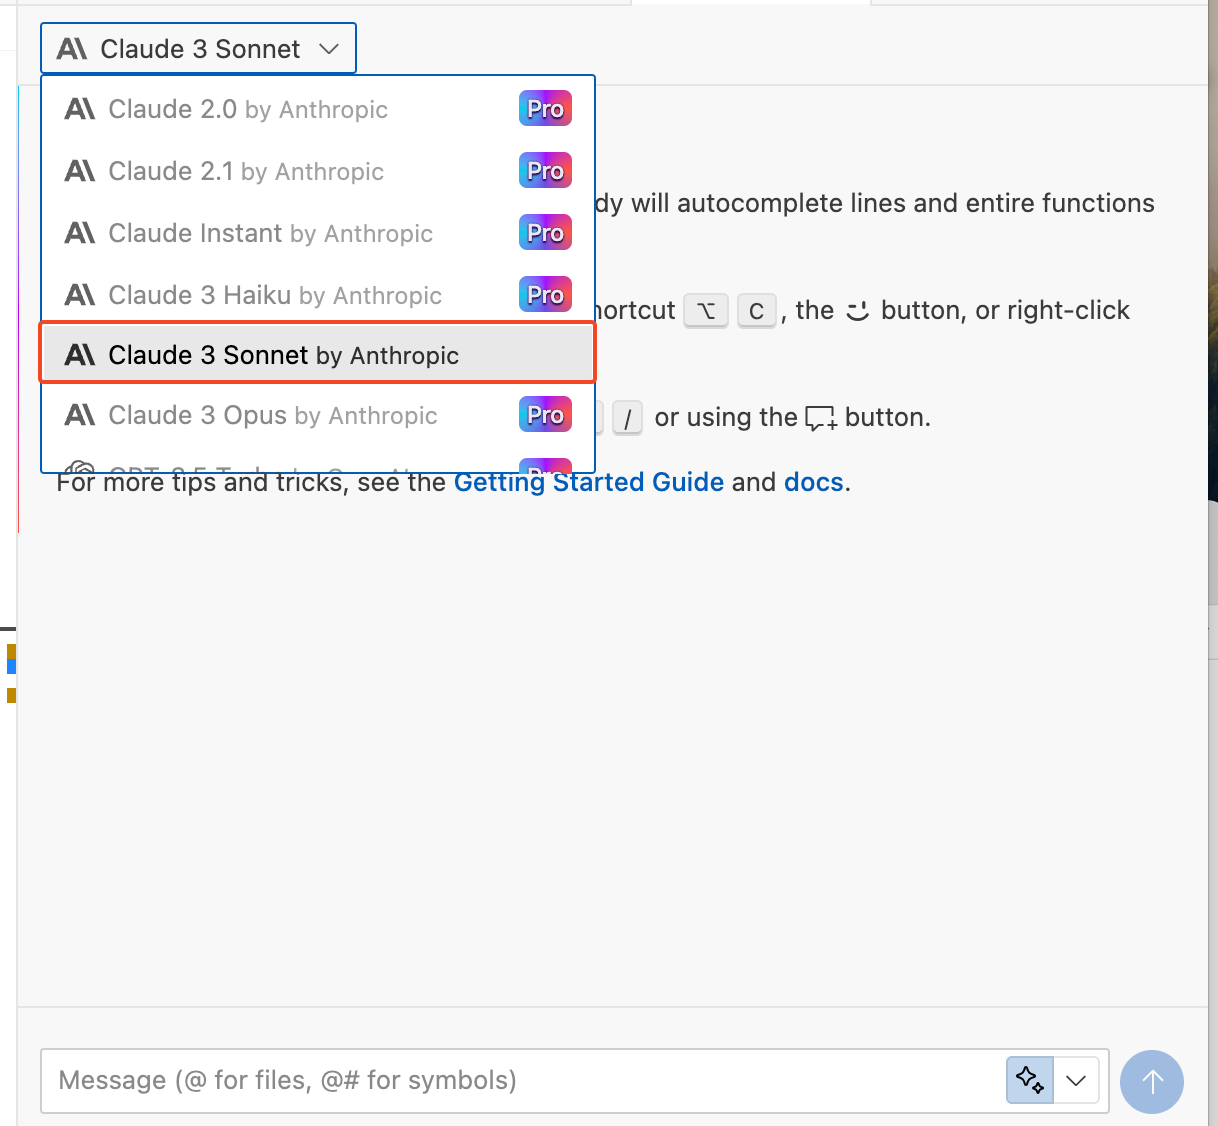 Claude 3 Sonnet
Claude 2.0 by Anthropic Pro
Claude 2.1 by Anthropic Pro
dy will autocomplete lines and entire functions
Claude Instant by Anthropic Pro
Claude 3 Haiku by Anthropic Pro
hortcut ⌥ C , the button, or right-click
Claude 3 Sonnet by Anthropic
Claude 3 Opus by Anthropic Pro
/ or using the button.
For more tips and tricks, see the Getting Started Guide and docs.
Message (@ for files, @# for symbols)